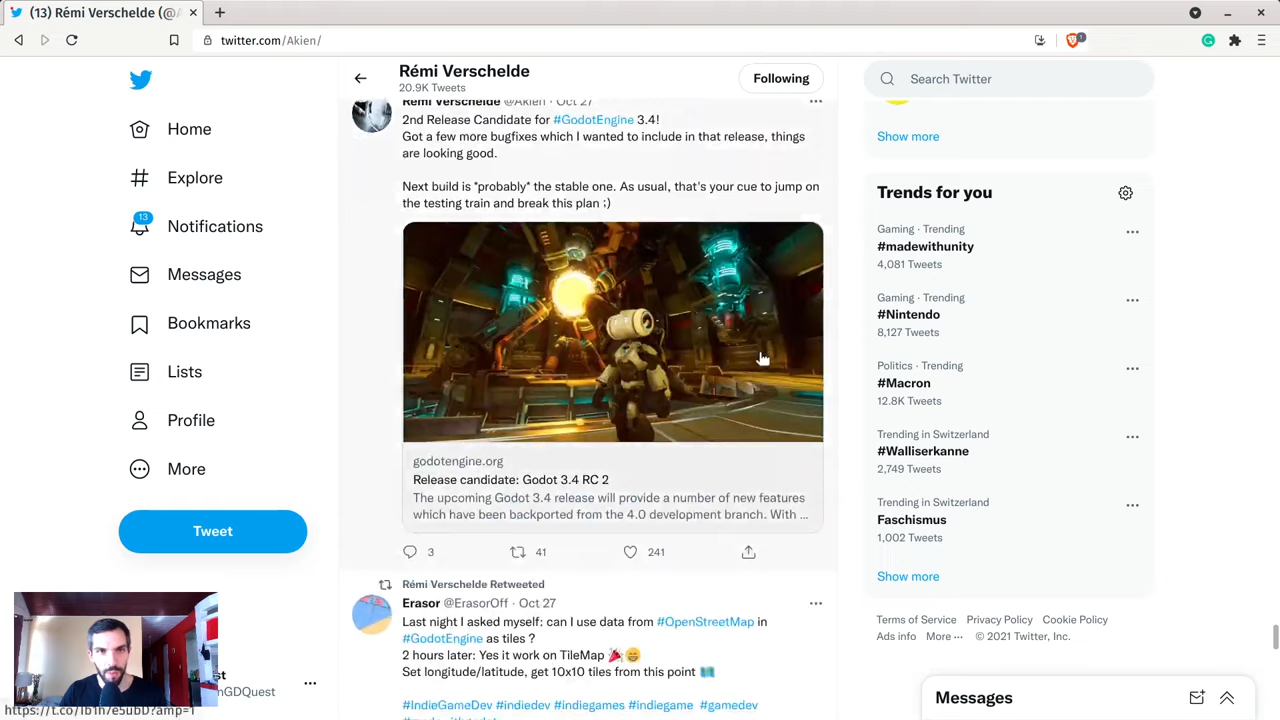 (13) Rémi Verschelde (@A
twitter.com/Akien/
1
Home
Explore
13
Notifications
Messages
Bookmarks
Lists
Profile
More
Tweet
st
nGDQuest
https://t.co/Ib1h7e5ubD?amp=1
Rémi Verschelde
20.9K Tweets
Following
Rémi Verschelde @Akien · Oct 27
2nd Release Candidate for #GodotEngine 3.4!
Got a few more bugfixes which I wanted to include in that release, things
are looking good.
Next build is *probably* the stable one. As usual, that's your cue to jump on
the testing train and break this plan ;)
godotengine.org
Release candidate: Godot 3.4 RC 2
The upcoming Godot 3.4 release will provide a number of new features
which have been backported from the 4.0 development branch. With ...
3 41 241
Rémi Verschelde Retweeted
Erasor @ErasorOff · Oct 27
Last night I asked myself: can I use data from #OpenStreetMap in
#GodotEngine as tiles ?
2 hours later: Yes it work on TileMap 🎉😄
Set longitude/latitude, get 10x10 tiles from this point 🗺️
#IndieGameDev #indiedev #indiegames #indiegame #gamedev
Search Twitter
Show more
Trends for you
Gaming · Trending
#madewithunity
4,081 Tweets
Gaming · Trending
#Nintendo
8,127 Tweets
Politics · Trending
#Macron
12.8K Tweets
Trending in Switzerland
#Walliserkanne
2,749 Tweets
Trending in Switzerland
Faschismus
1,002 Tweets
Show more
Terms of Service Privacy Policy Cookie Policy
Ads info More ··· © 2021 Twitter, Inc.
Messages